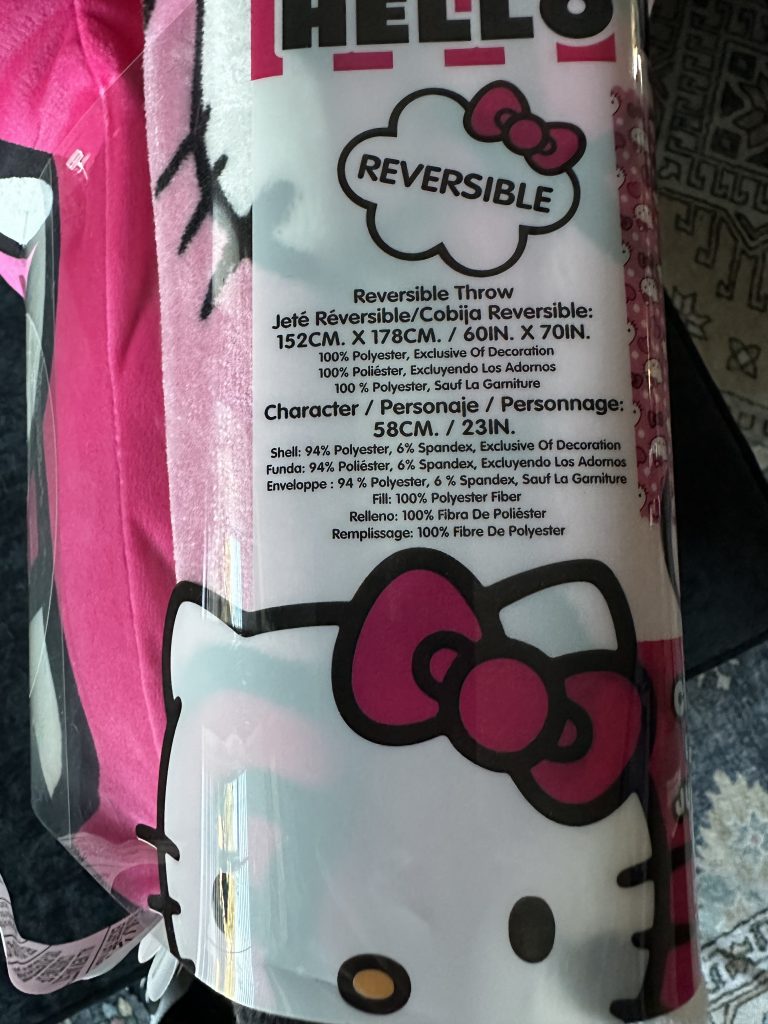 HELLO
REVERSIBLE
Reversible Throw
Jeté Réversible/Cobija Reversible:
152CM. X 178CM. / 60IN. X 70IN.
100% Polyester, Exclusive Of Decoration
100% Poliéster, Excluyendo Los Adornos
100 % Polyester, Sauf La Garniture
Character / Personaje / Personnage:
58CM. / 23IN.
Shell: 94% Polyester, 6% Spandex, Exclusive Of Decoration
Funda: 94% Poliéster, 6% Spandex, Excluyendo Los Adornos
Enveloppe : 94 % Polyester, 6 % Spandex, Sauf La Garniture
Fill: 100% Polyester Fiber
Relleno: 100% Fibra De Poliéster
Remplissage: 100% Fibre De Polyester